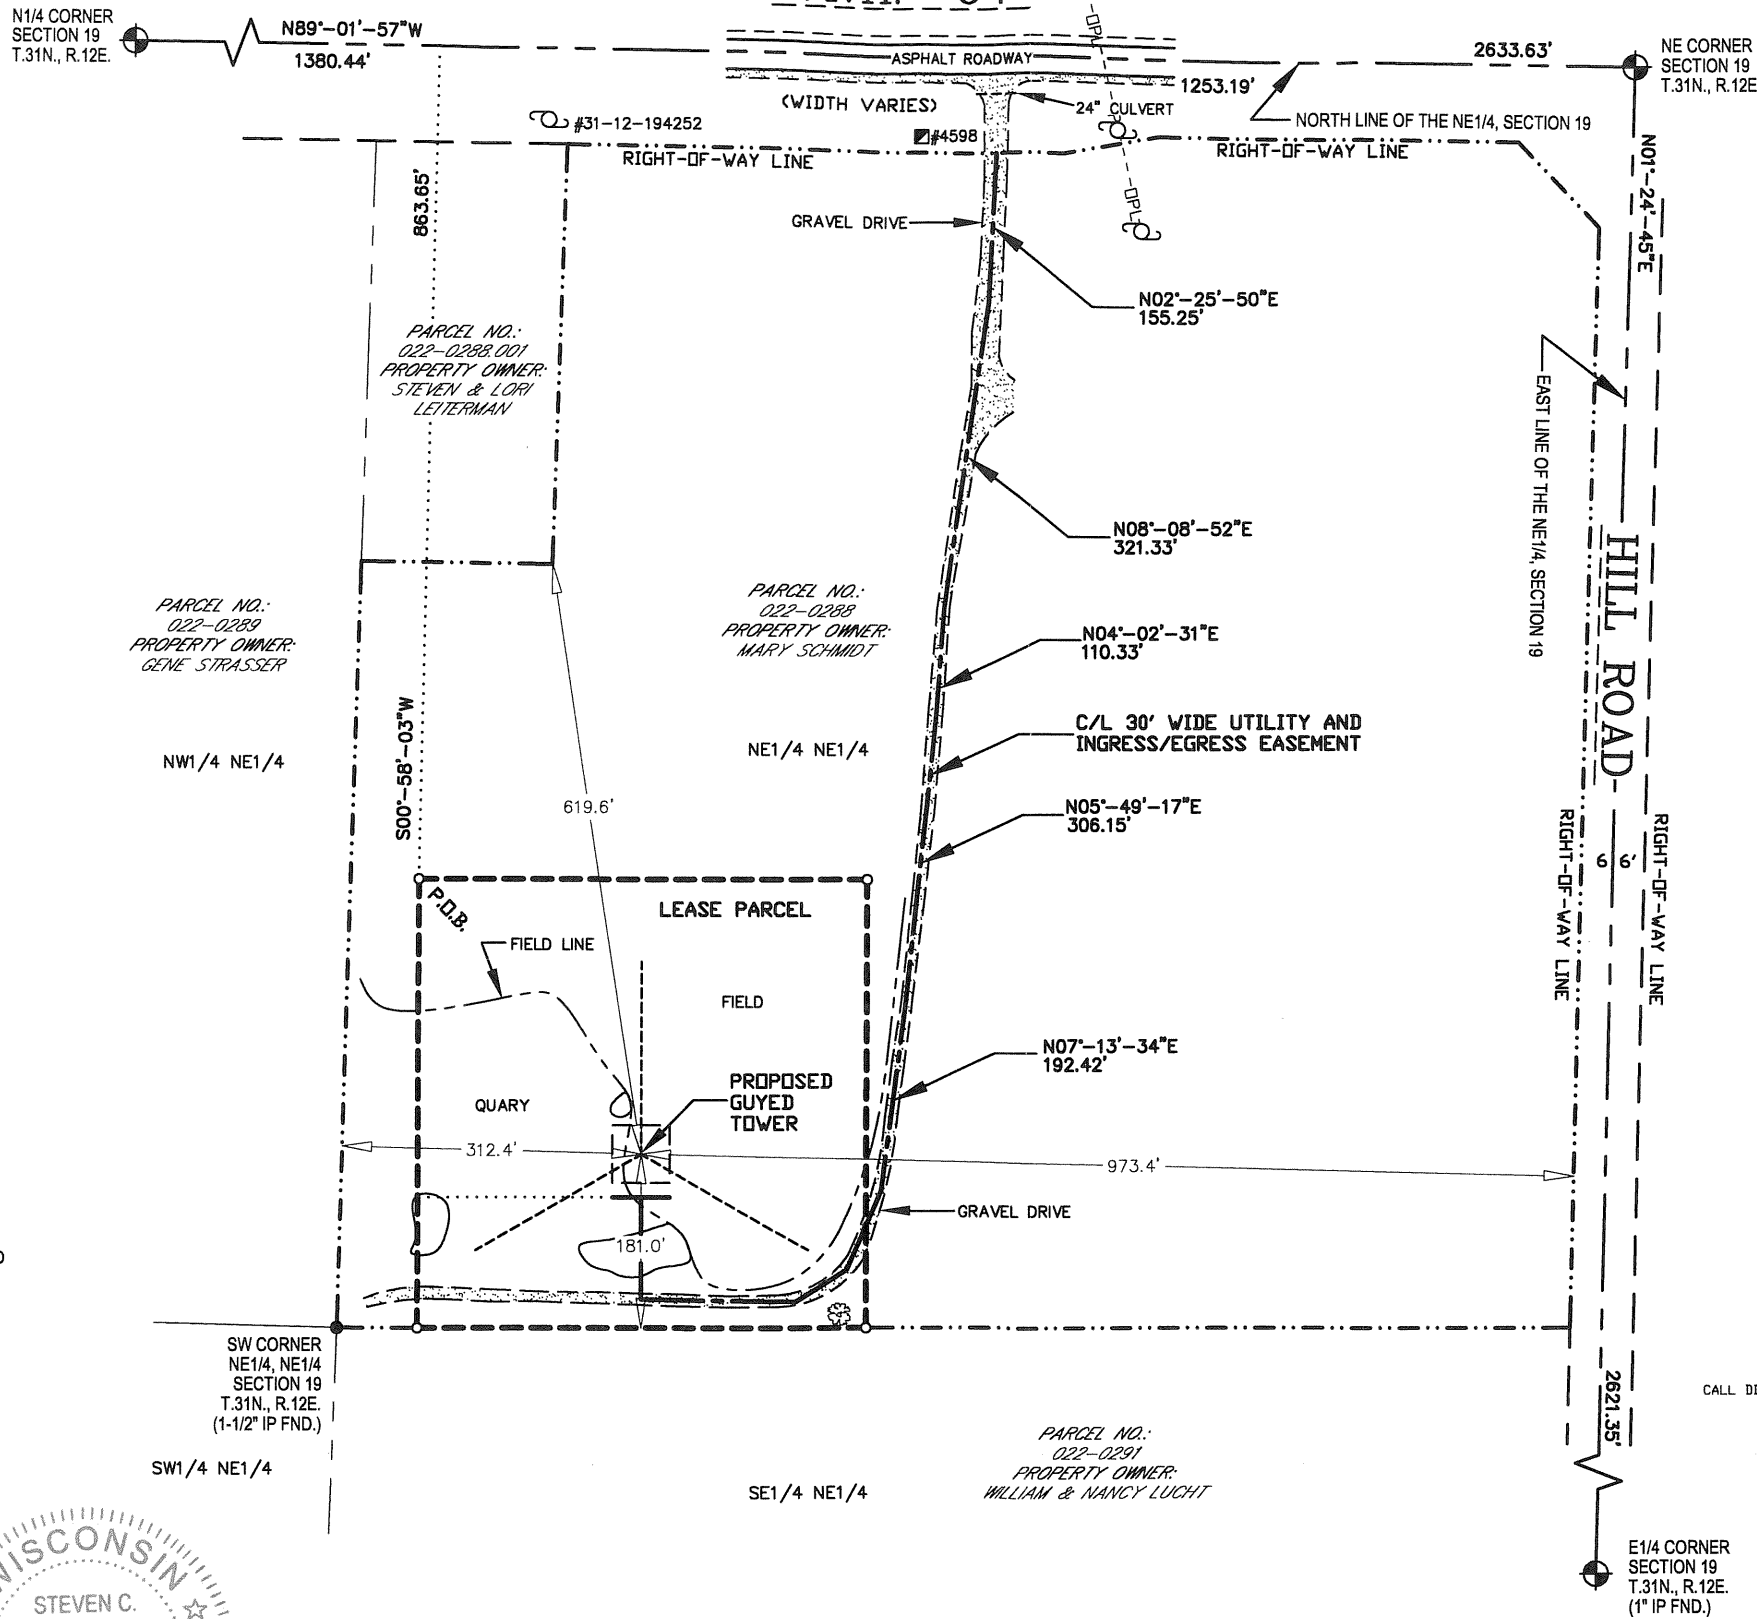 N1/4 CORNER
SECTION 19
T.31N., R.12E.
N89°-01'-57"W
1380.44'
ASPHALT ROADWAY
2633.63'
NE CORNER
SECTION 19
T.31N., R.12E
1253.19'
(WIDTH VARIES)
24" CULVERT
-OPL-
NORTH LINE OF THE NE1/4, SECTION 19
#31-12-194252
#4598
RIGHT-OF-WAY LINE
RIGHT-OF-WAY LINE
N01°-24'-45"E
863.65'
GRAVEL DRIVE
-OPL-
N02°-25'-50"E
155.25'
PARCEL NO.:
022-0288.001
PROPERTY OWNER:
STEVEN & LORI
LEITERMAN
EAST LINE OF THE NE1/4, SECTION 19
N08°-08'-52"E
321.33'
HILL ROAD
PARCEL NO.:
022-0289
PROPERTY OWNER:
GENE STRASSER
PARCEL NO.:
022-0288
PROPERTY OWNER:
MARY SCHMIDT
N04°-02'-31"E
110.33'
S00°-58'-03"W
C/L 30' WIDE UTILITY AND
INGRESS/EGRESS EASEMENT
NW1/4 NE1/4
NE1/4 NE1/4
619.6'
N05°-49'-17"E
306.15'
RIGHT-OF-WAY LINE
6 6'
RIGHT-OF-WAY LINE
P.O.B.
LEASE PARCEL
FIELD LINE
FIELD
N07°-13'-34"E
192.42'
PROPOSED
GUYED
TOWER
QUARY
312.4'
973.4'
GRAVEL DRIVE
181.0'
SW CORNER
NE1/4, NE1/4
SECTION 19
T.31N., R.12E.
(1-1/2" IP FND.)
2621.35'
CALL
PARCEL NO.:
022-0291
PROPERTY OWNER:
WILLIAM & NANCY LUCHT
SW1/4 NE1/4
SE1/4 NE1/4
E1/4 CORNER
SECTION 19
T.31N., R.12E.
(1" IP FND.)
WISCONSIN
STEVEN C.